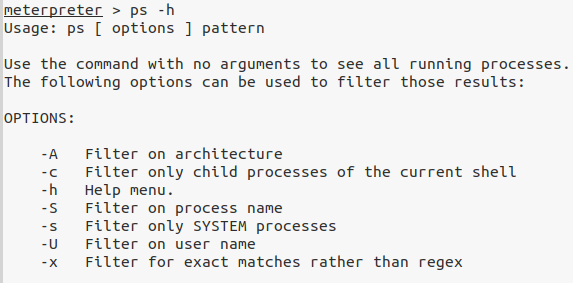 meterpreter > ps -h
Usage: ps [ options ] pattern

Use the command with no arguments to see all running processes.
The following options can be used to filter those results:

OPTIONS:

    -A   Filter on architecture
    -c   Filter only child processes of the current shell
    -h   Help menu.
    -S   Filter on process name
    -s   Filter only SYSTEM processes
    -U   Filter on user name
    -x   Filter for exact matches rather than regex